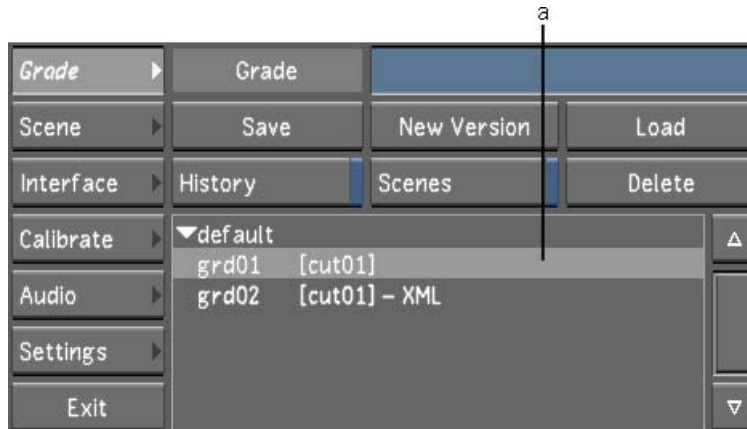 a
Grade Grade
Scene Save New Version Load
Interface History Scenes Delete
Calibrate default
grd01 [cut01]
Audio grd02 [cut01] – XML
Settings
Exit